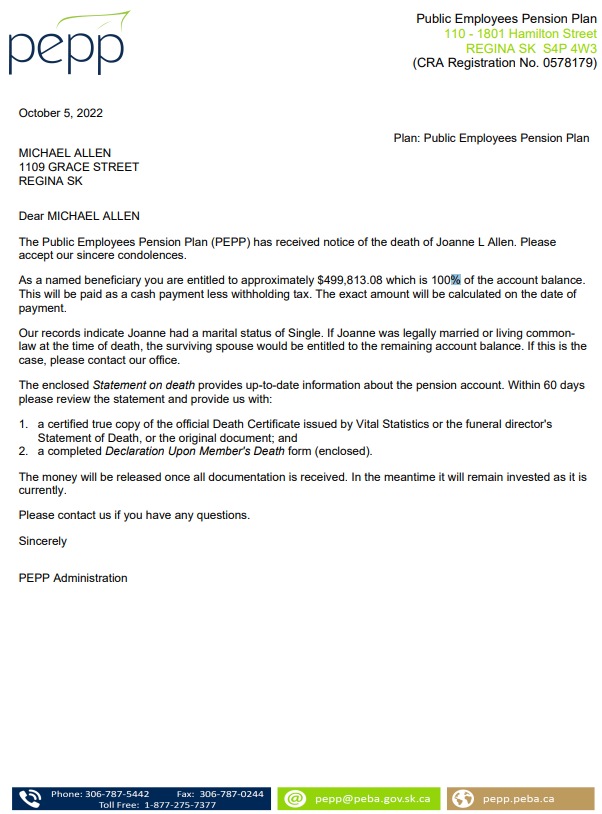 pepp
Public Employees Pension Plan
110 - 1801 Hamilton Street
REGINA SK  S4P 4W3
(CRA Registration No. 0578179)
October 5, 2022
Plan: Public Employees Pension Plan
MICHAEL ALLEN
1109 GRACE STREET
REGINA SK
Dear MICHAEL ALLEN
The Public Employees Pension Plan (PEPP) has received notice of the death of Joanne L Allen. Please
accept our sincere condolences.
As a named beneficiary you are entitled to approximately $499,813.08 which is 100% of the account balance.
This will be paid as a cash payment less withholding tax. The exact amount will be calculated on the date of
payment.
Our records indicate Joanne had a marital status of Single. If Joanne was legally married or living common-
law at the time of death, the surviving spouse would be entitled to the remaining account balance. If this is the
case, please contact our office.
The enclosed Statement on death provides up-to-date information about the pension account. Within 60 days
please review the statement and provide us with:
1. a certified true copy of the official Death Certificate issued by Vital Statistics or the funeral director's
Statement of Death, or the original document; and
2. a completed Declaration Upon Member's Death form (enclosed).
The money will be released once all documentation is received. In the meantime it will remain invested as it is
currently.
Please contact us if you have any questions.
Sincerely
PEPP Administration
Phone: 306-787-5442 Fax: 306-787-0244
Toll Free: 1-877-275-7377
pepp@peba.gov.sk.ca
pepp.peba.ca